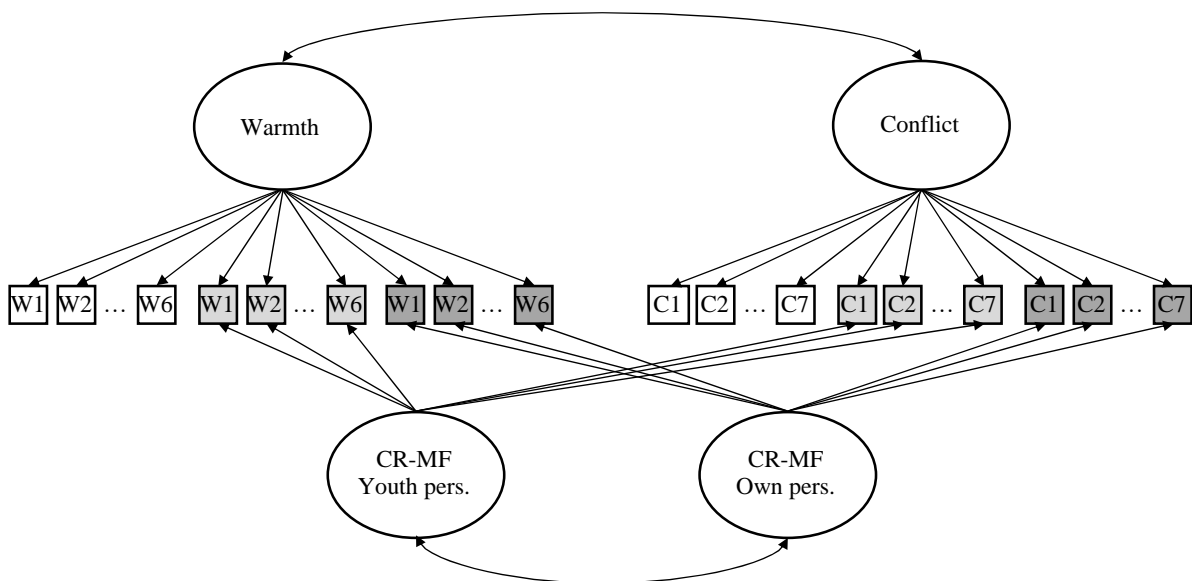 Warmth
Conflict
W1 W2 … W6 W1 W2 … W6 W1 W2 … W6
C1 C2 … C7 C1 C2 … C7 C1 C2 … C7
CR-MF
Youth pers.
CR-MF
Own pers.